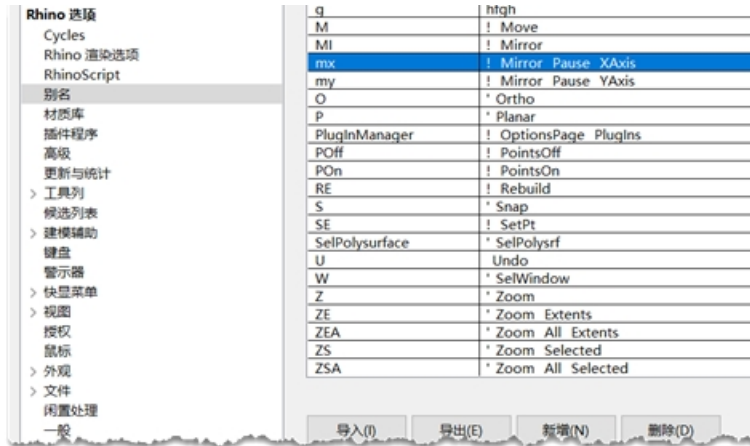 Rhino 选项
Cycles
Rhino 渲染选项
RhinoScript
别名
材质库
插件程序
高级
更新与统计
> 工具列
候选列表
> 建模辅助
键盘
警示器
> 快显菜单
> 视图
授权
鼠标
> 外观
> 文件
闲置处理
一般
g hfgh
M ! Move
MI ! Mirror
mx ! Mirror Pause XAxis
my ! Mirror Pause YAxis
O ' Ortho
P ' Planar
PlugInManager ! OptionsPage PlugIns
POff ! PointsOff
POn ! PointsOn
RE ! Rebuild
S ' Snap
SE ! SetPt
SelPolysurface ' SelPolysrf
U Undo
W ' SelWindow
Z ' Zoom
ZE ' Zoom Extents
ZEA ' Zoom All Extents
ZS ' Zoom Selected
ZSA ' Zoom All Selected
导入(I) 导出(E) 新增(N) 删除(D)